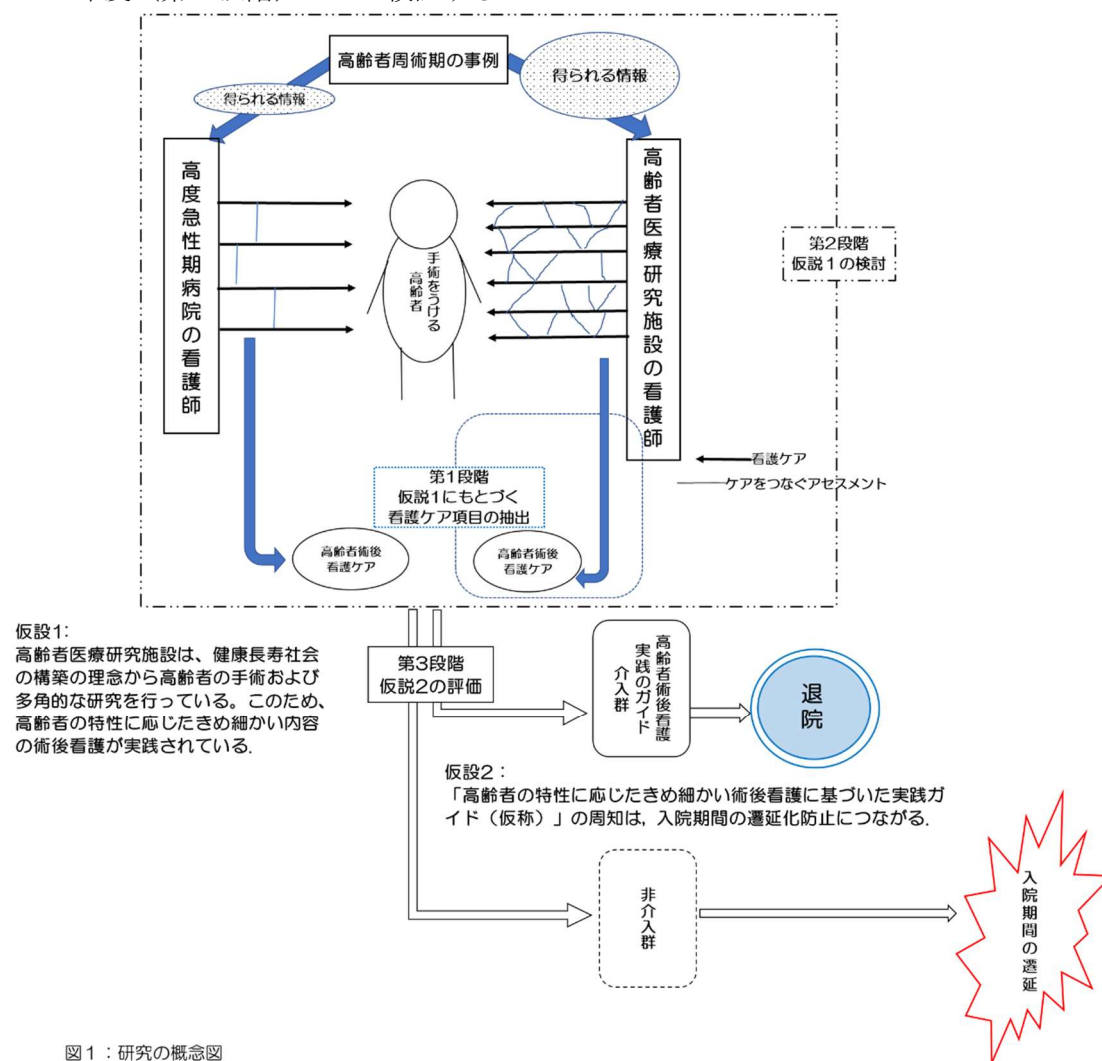 高齢者周術期の事例
得られる情報
得られる情報
高度急性期病院の看護師
手術をうける
高齢者
高齢者医療研究施設の看護師
第2段階
仮説1の検討
看護ケア
ケアをつなぐアセスメント
第1段階
仮説1にもとづく
看護ケア項目の抽出
高齢者術後
看護ケア
高齢者術後
看護ケア
仮設1:
高齢者医療研究施設は、健康長寿社会
の構築の理念から高齢者の手術および
多角的な研究を行っている。このため、
高齢者の特性に応じたきめ細かい内容
の術後看護が実践されている.
第3段階
仮説2の評価
高齢者術後看護
実践のガイド
介入群
退院
仮設2：
「高齢者の特性に応じたきめ細かい術後看護に基づいた実践ガ
イド（仮称）」の周知は, 入院期間の遷延化防止につながる.
非介入群
入院期間の遷延
図1：研究の概念図